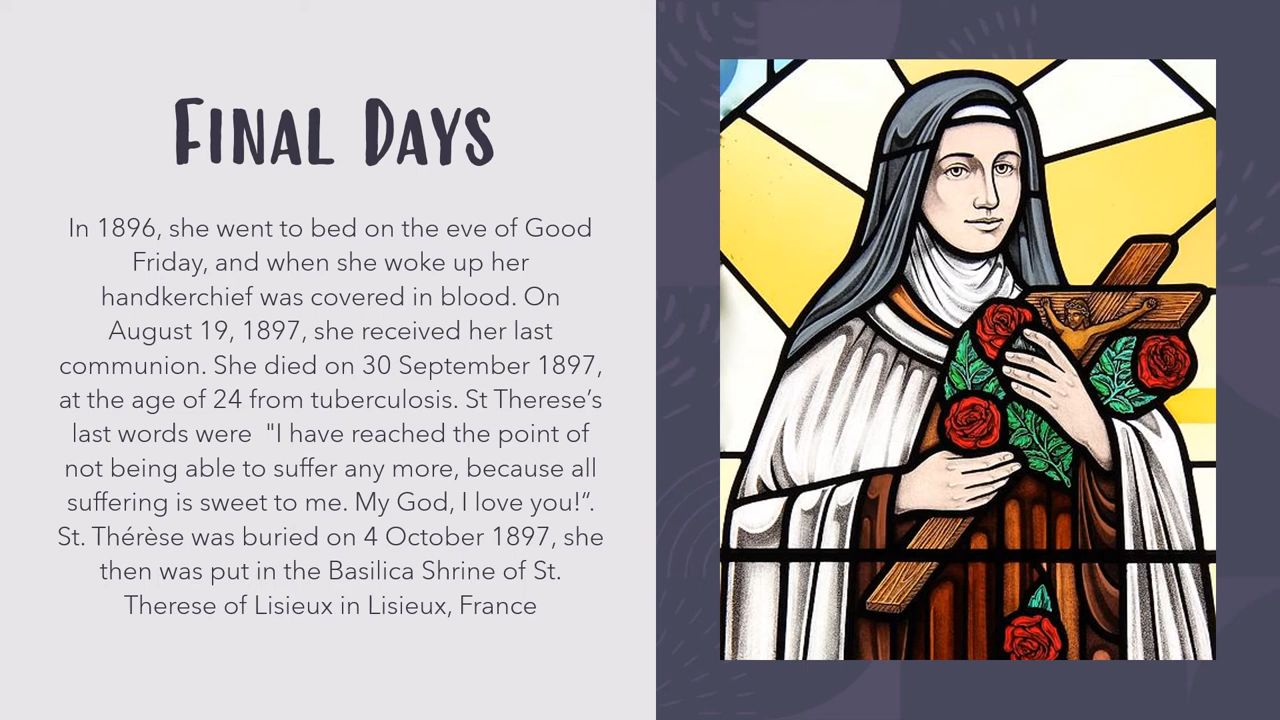 Final Days
In 1896, she went to bed on the eve of Good
Friday, and when she woke up her
handkerchief was covered in blood. On
August 19, 1897, she received her last
communion. She died on 30 September 1897,
at the age of 24 from tuberculosis. St Therese’s
last words were  "I have reached the point of
not being able to suffer any more, because all
suffering is sweet to me. My God, I love you!“.
St. Thérèse was buried on 4 October 1897, she
then was put in the Basilica Shrine of St.
Therese of Lisieux in Lisieux, France